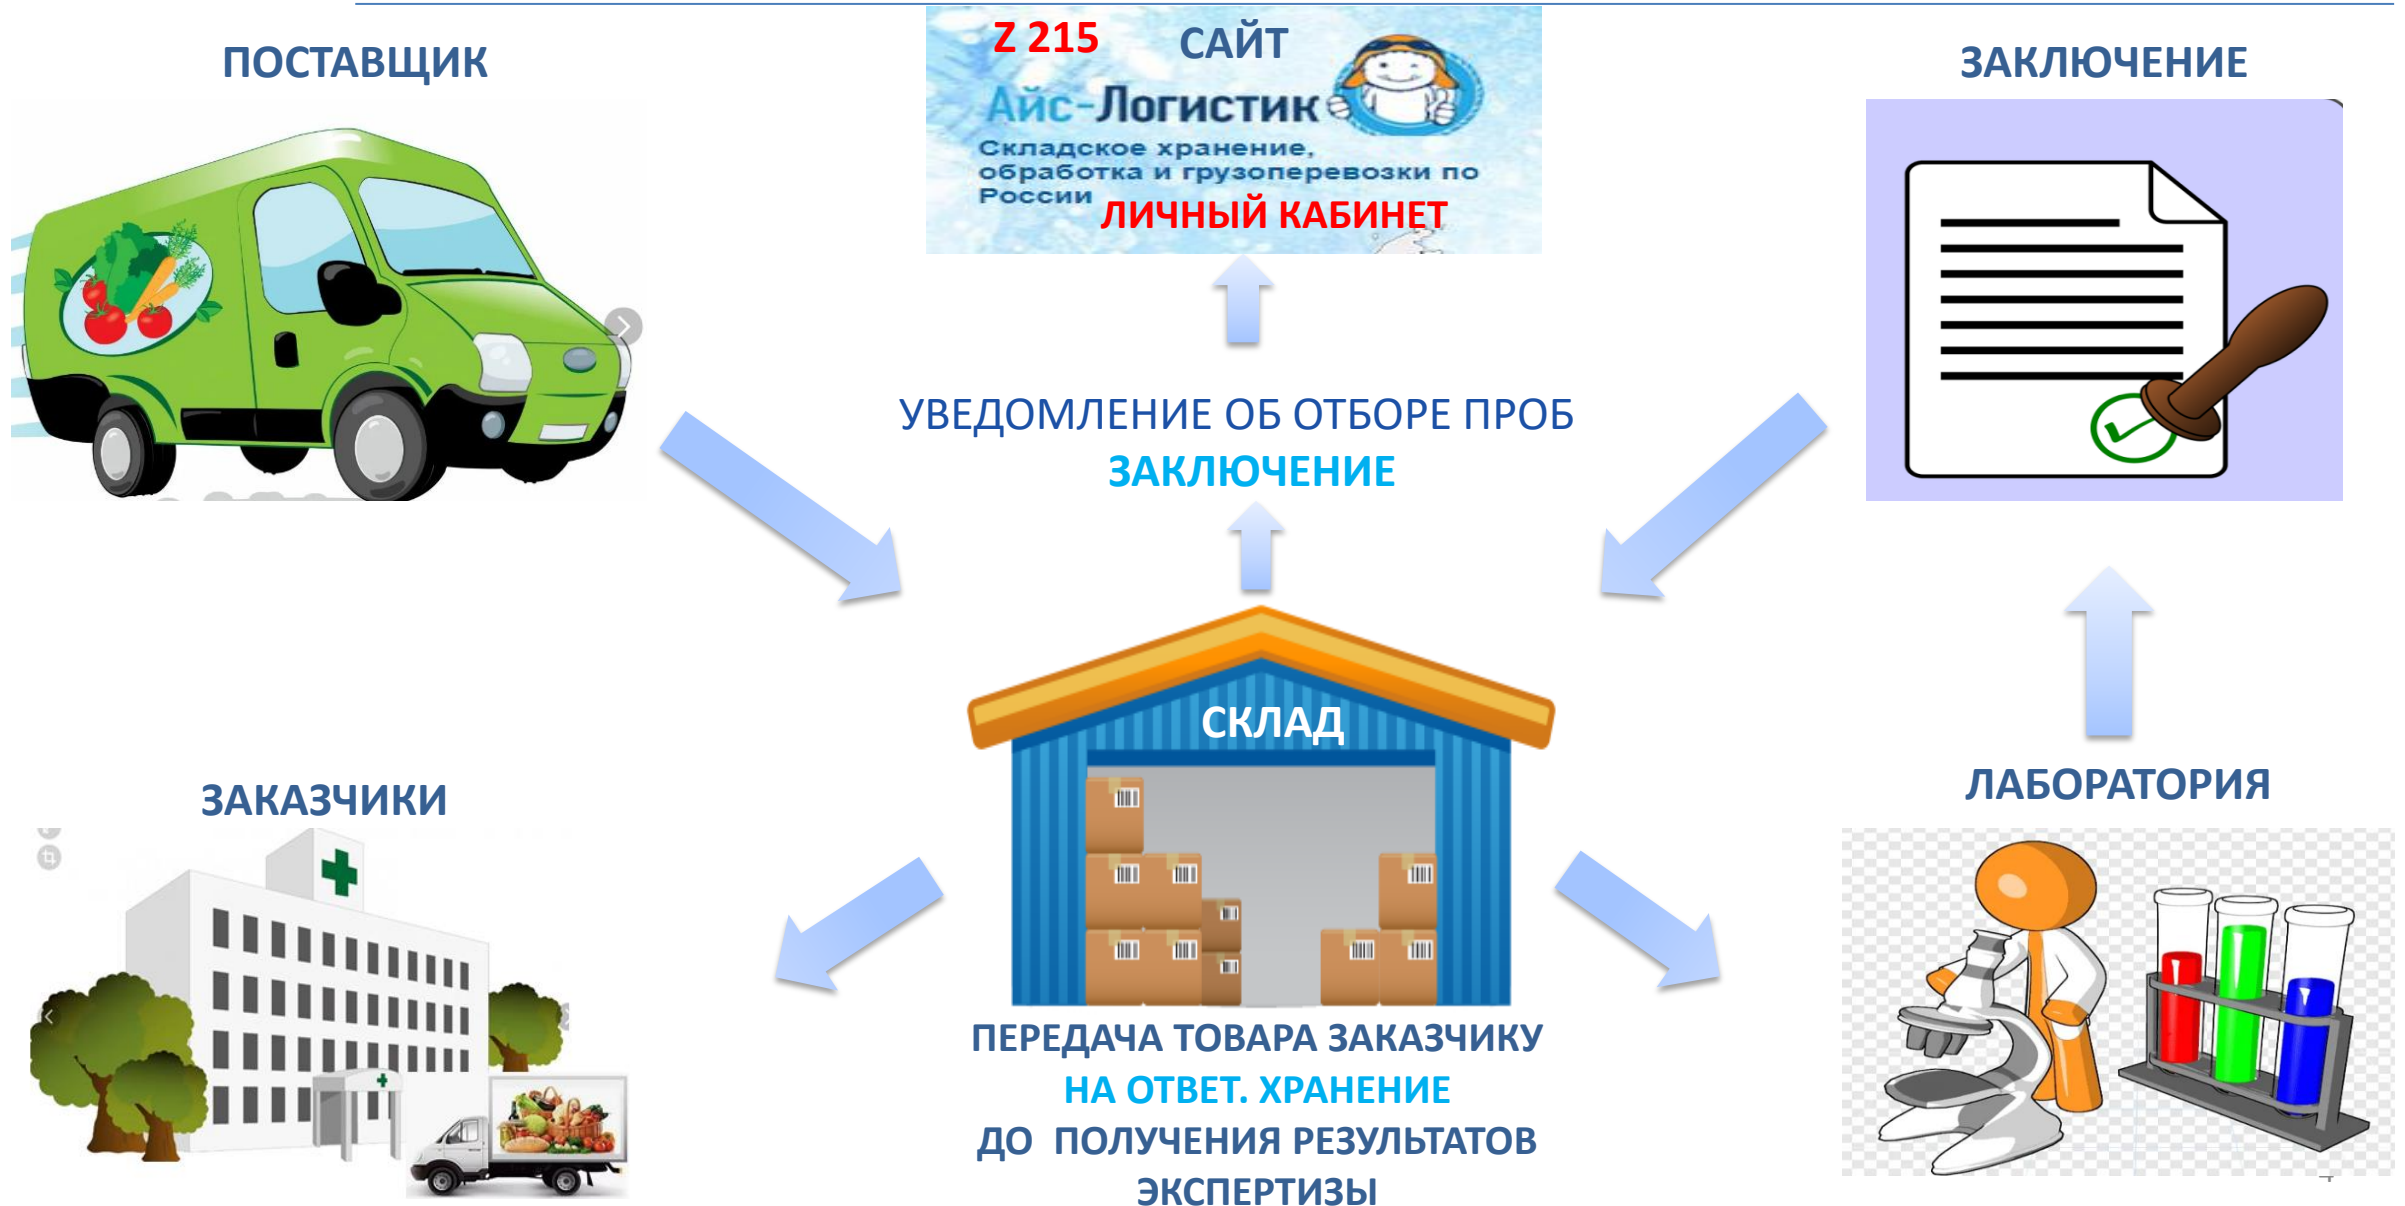 ПОСТАВЩИК
Z 215
САЙТ
Айс-Логистик
Складское хранение,
обработка и грузоперевозки по
России
ЛИЧНЫЙ КАБИНЕТ
ЗАКЛЮЧЕНИЕ
УВЕДОМЛЕНИЕ ОБ ОТБОРЕ ПРОБ
ЗАКЛЮЧЕНИЕ
СКЛАД
ЗАКАЗЧИКИ
ЛАБОРАТОРИЯ
ПЕРЕДАЧА ТОВАРА ЗАКАЗЧИКУ
НА ОТВЕТ. ХРАНЕНИЕ
ДО ПОЛУЧЕНИЯ РЕЗУЛЬТАТОВ
ЭКСПЕРТИЗЫ